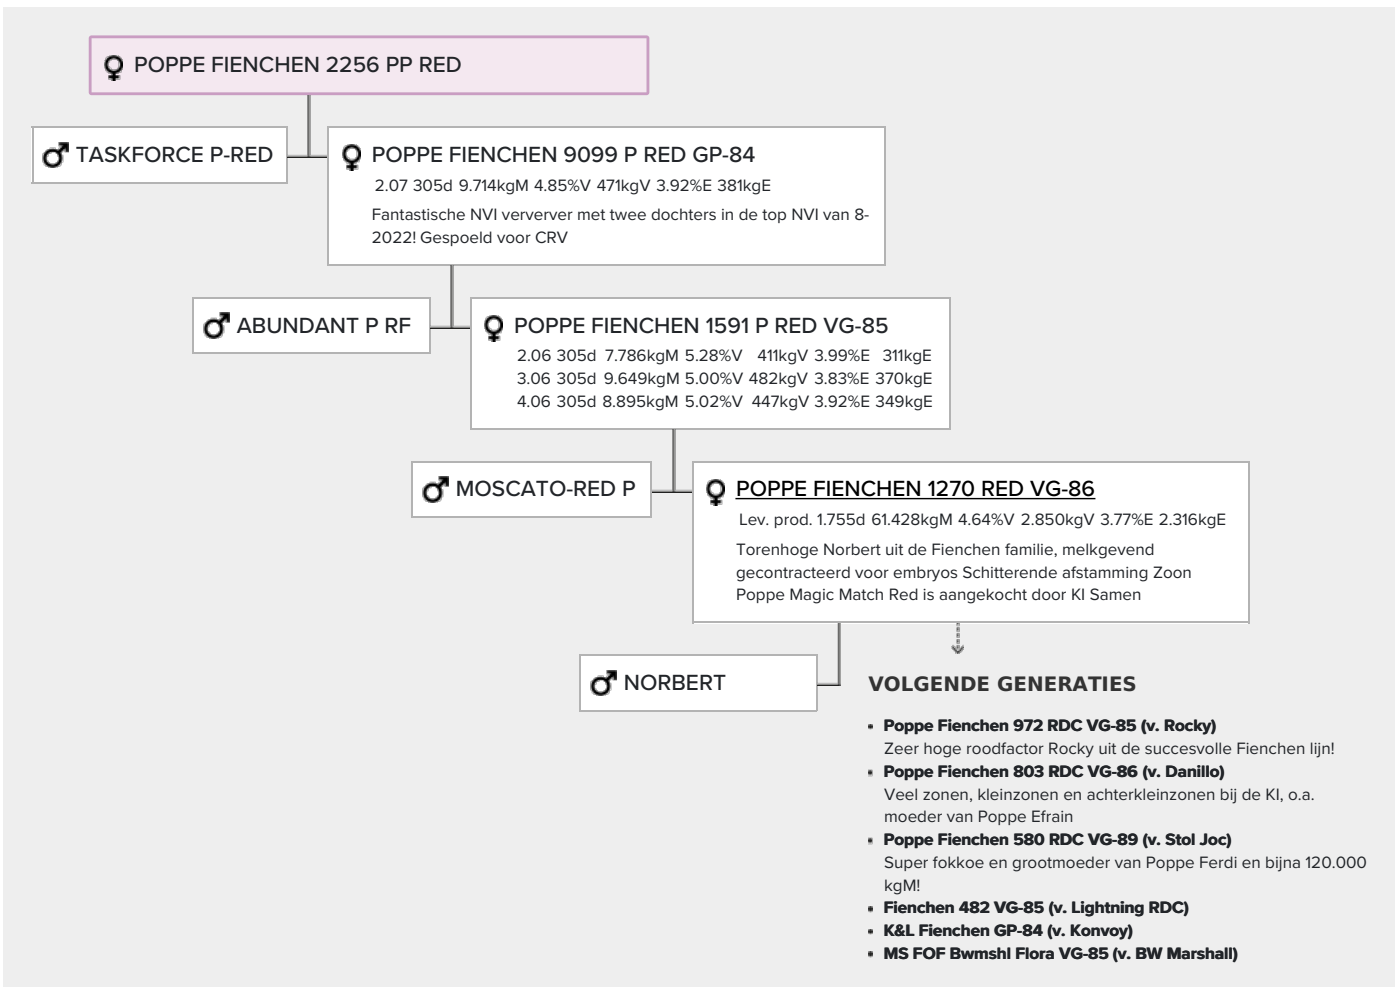 POPPE FIENCHEN 2256 PP RED
TASKFORCE P-RED
POPPE FIENCHEN 9099 P RED GP-84
2.07 305d 9.714kgM 4.85%V 471kgV 3.92%E 381kgE
Fantastische NVI ververver met twee dochters in de top NVI van 8-
2022! Gespoeld voor CRV
ABUNDANT P RF
POPPE FIENCHEN 1591 P RED VG-85
2.06 305d 7.786kgM 5.28%V 411kgV 3.99%E 311kgE
3.06 305d 9.649kgM 5.00%V 482kgV 3.83%E 370kgE
4.06 305d 8.895kgM 5.02%V 447kgV 3.92%E 349kgE
MOSCATO-RED P
POPPE FIENCHEN 1270 RED VG-86
Lev. prod. 1.755d 61.428kgM 4.64%V 2.850kgV 3.77%E 2.316kgE
Torenhoge Norbert uit de Fienchen familie, melkgevend
gecontracteerd voor embryos Schitterende afstamming Zoon
Poppe Magic Match Red is aangekocht door KI Samen
NORBERT
VOLGENDE GENERATIES
Poppe Fienchen 972 RDC VG-85 (v. Rocky)
Zeer hoge roodfactor Rocky uit de succesvolle Fienchen lijn!
Poppe Fienchen 803 RDC VG-86 (v. Danillo)
Veel zonen, kleinzonen en achterkleinzonen bij de KI, o.a.
moeder van Poppe Efrain
Poppe Fienchen 580 RDC VG-89 (v. Stol Joc)
Super fokkoe en grootmoeder van Poppe Ferdi en bijna 120.000
kgM!
Fienchen 482 VG-85 (v. Lightning RDC)
K&L Fienchen GP-84 (v. Konvoy)
MS FOF Bwmshl Flora VG-85 (v. BW Marshall)